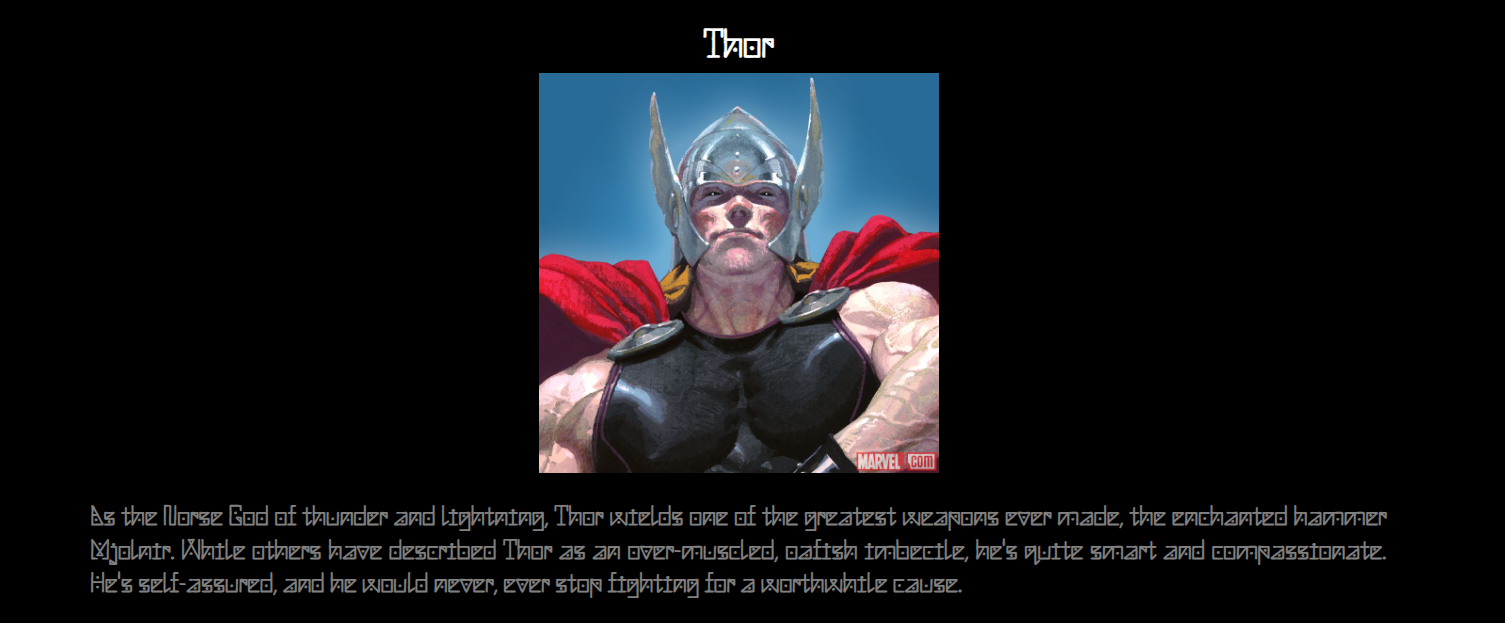 Thor
MARVEL .com
As the Norse God of thunder and lightning, Thor wields one of the greatest weapons ever made, the enchanted hammer
Mjolnir. While others have described Thor as an over-muscled, oafish imbecile, he's quite smart and compassionate.
He's self-assured, and he would never, ever stop fighting for a worthwhile cause.